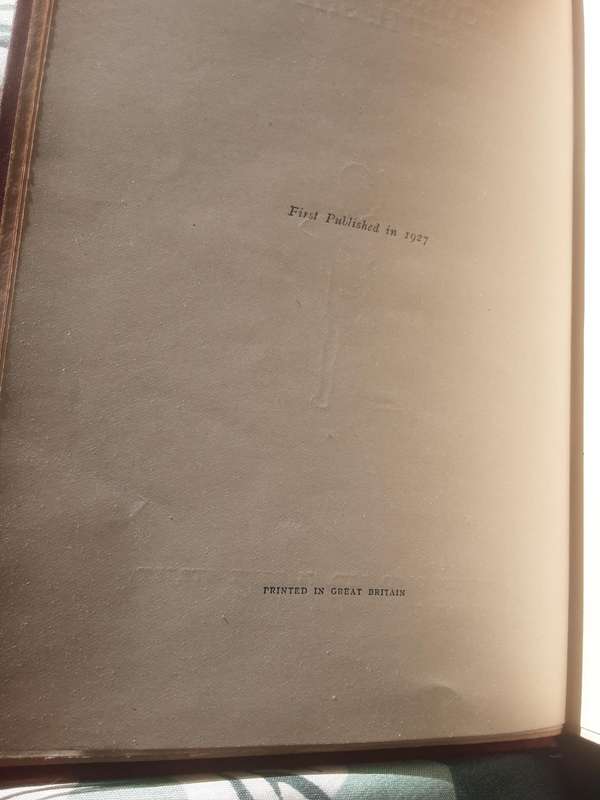 First Published in 1927
PRINTED IN GREAT BRITAIN